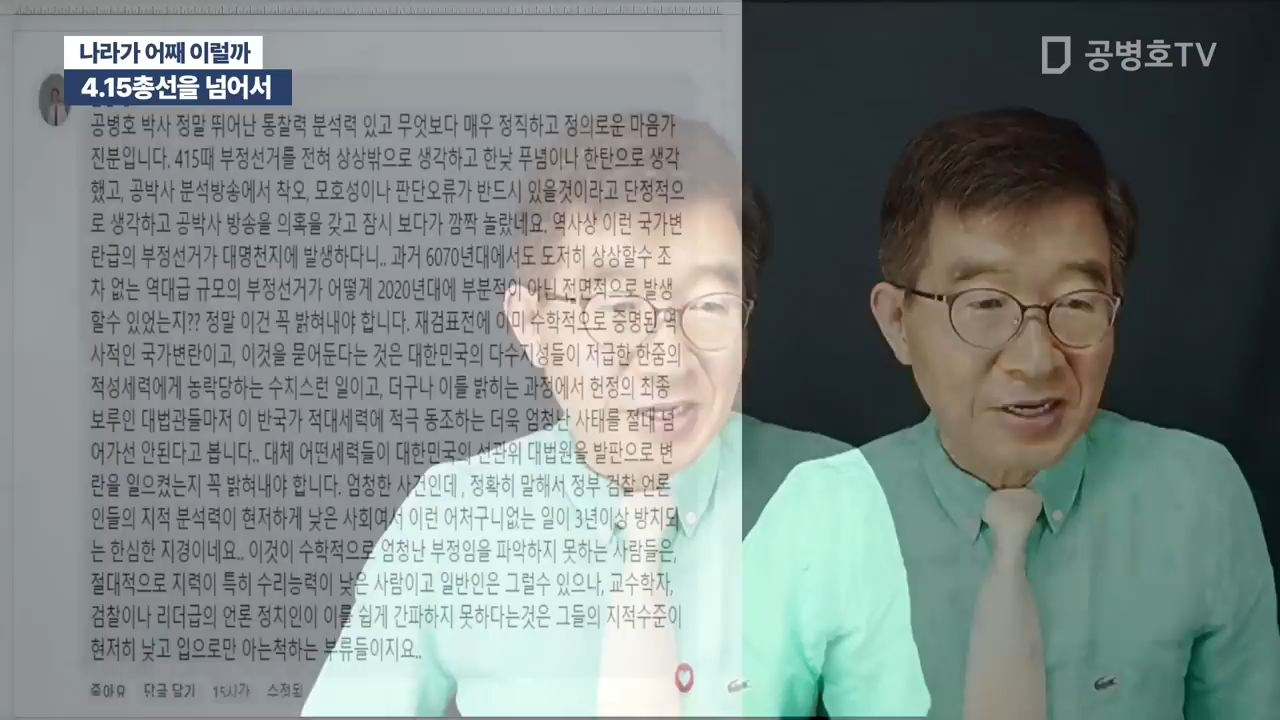 나라가 어째 이럴까
4.15총선을 넘어서
공병호TV
공병호 박사 정말 뛰어난 통찰력 분석력 있고 무엇보다 매우 정직하고 정의로운 마음가
진분입니다. 415때 부정선거를 전혀 상상밖으로 생각하고 한낮 푸념이나 한탄으로 생각
했고, 공박사 분석방송에서 착오, 모호성이나 판단오류가 반드시 있을것이라고 단정적으
로 생각하고 공박사 방송을 의혹을 갖고 잠시 보다가 깜짝 놀랐네요. 역사상 이런 국가변
란급의 부정선거가 대명천지에 발생하다니.. 과거 6070년대에서도 도저히 상상할수 조
차 없는 역대급 규모의 부정선거가 어떻게 2020년대에 부분적이 아닌 전면적으로 발생
할수 있었는지?? 정말 이건 꼭 밝혀내야 합니다. 재검표전에 이미 수학적으로 증명된 역
사적인 국가변란이고, 이것을 묻어둔다는 것은 대한민국의 다수지성들이 저급한 한줌의
적성세력에게 농락당하는 수치스런 일이고, 더구나 이를 밝히는 과정에서 헌정의 최종
보루인 대법관들마저 이 반국가 적대세력에 적극 동조하는 더욱 엄청난 사태를 절대 넘
어가선 안된다고 봅니다.. 대체 어떤세력들이 대한민국의 선관위 대법원을 발판으로 변
란을 일으켰는지 꼭 밝혀내야 합니다. 엄청한 사건인데 , 정확히 말해서 정부 검찰 언론
인들의 지적 분석력이 현저하게 낮은 사회여서 이런 어처구니없는 일이 3년이상 방치되
는 한심한 지경이네요.. 이것이 수학적으로 엄청난 부정임을 파악하지 못하는 사람들은,
절대적으로 지력이 특히 수리능력이 낮은 사람이고 일반인은 그럴수 있으나, 교수학자,
검찰이나 리더급의 언론 정치인이 이를 쉽게 간파하지 못하다는것은 그들의 지적수준이
현저히 낮고 입으로만 아는척하는 부류들이지요..
좋아요 답글 달기 15시간 수정됨